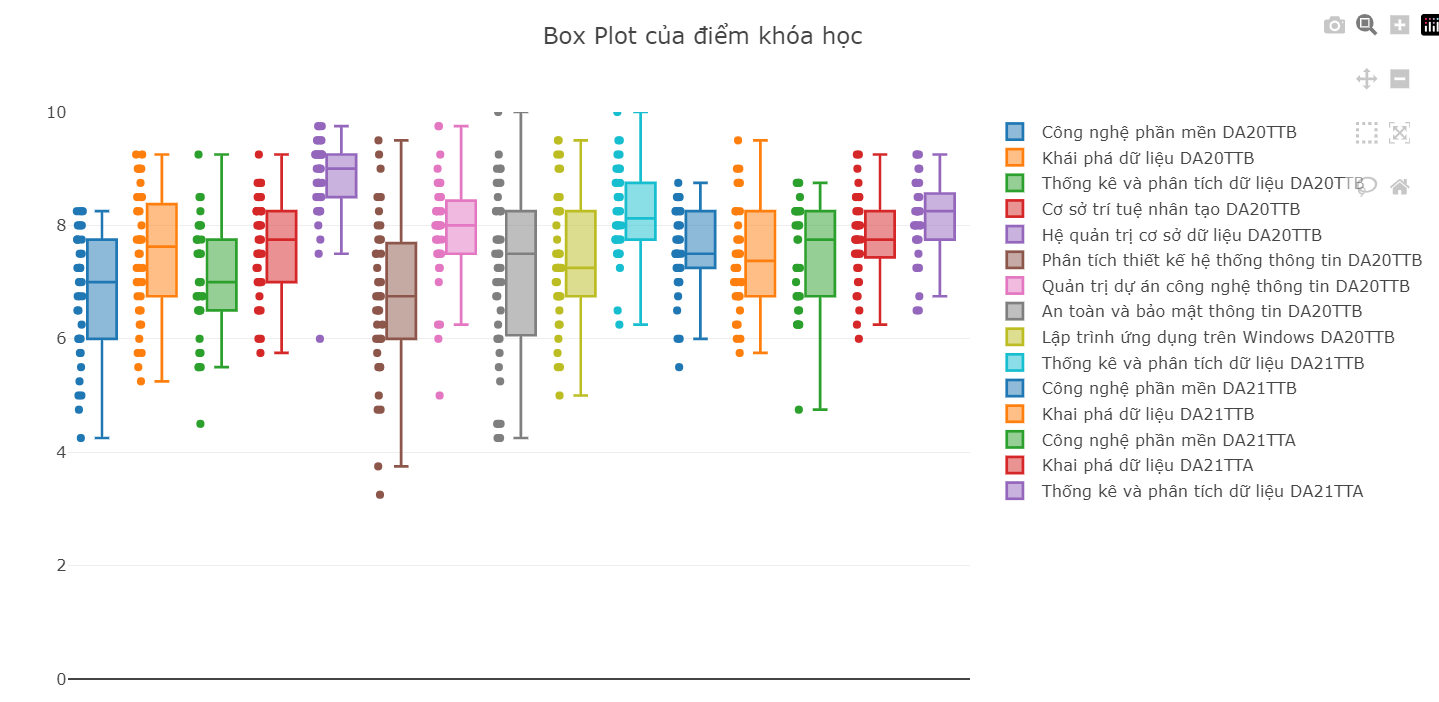 Box Plot của điểm khóa học
10
8
6
4
2
0
Công nghệ phần mền DA20TTB
Khái phá dữ liệu DA20TTB
Thống kê và phân tích dữ liệu DA20TTB
Cơ sở trí tuệ nhân tạo DA20TTB
Hệ quản trị cơ sở dữ liệu DA20TTB
Phân tích thiết kế hệ thống thông tin DA20TTB
Quản trị dự án công nghệ thông tin DA20TTB
An toàn và bảo mật thông tin DA20TTB
Lập trình ứng dụng trên Windows DA20TTB
Thống kê và phân tích dữ liệu DA21TTB
Công nghệ phần mền DA21TTB
Khai phá dữ liệu DA21TTB
Công nghệ phần mền DA21TTA
Khai phá dữ liệu DA21TTA
Thống kê và phân tích dữ liệu DA21TTA